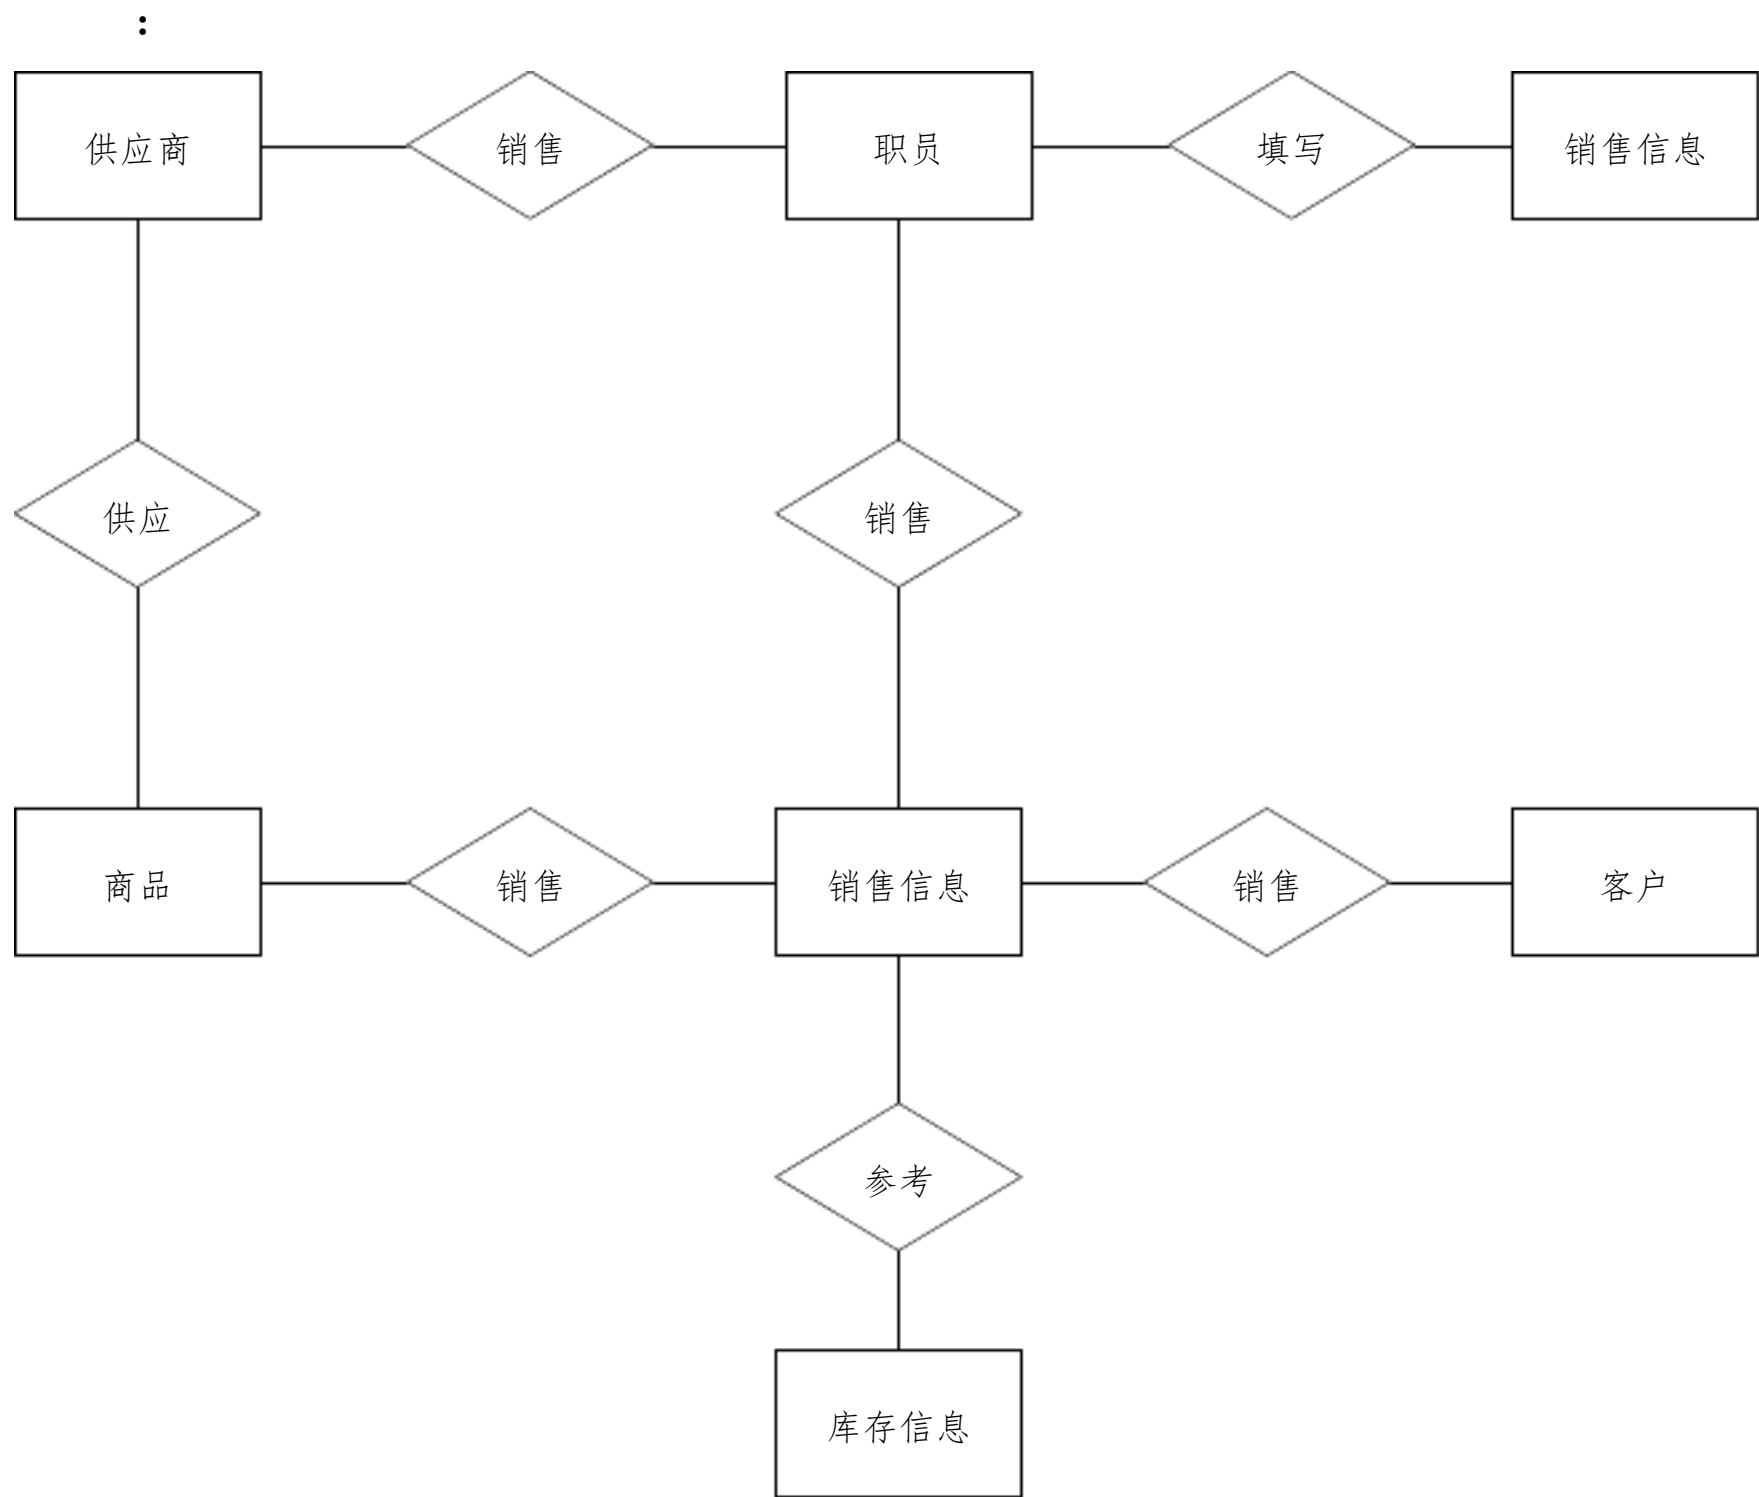 :
供应商 销售 职员 填写 销售信息
供应 销售
商品 销售 销售信息 销售 客户
参考
库存信息